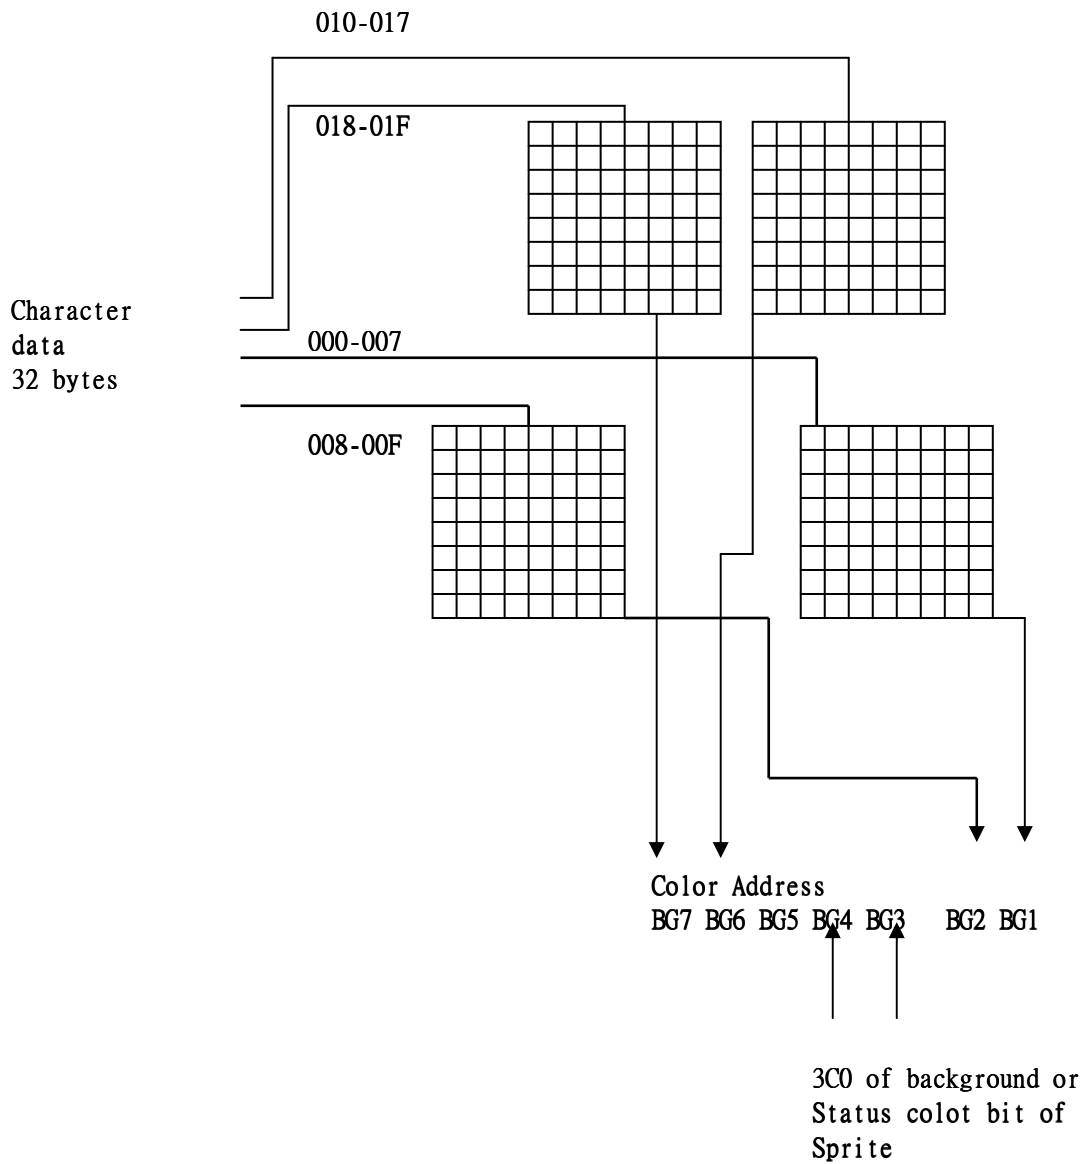 010-017
018-01F
Character
data
32 bytes
000-007
008-00F
Color Address
BG7 BG6 BG5 BG4 BG3 BG2 BG1
3C0 of background or
Status colot bit of
Sprite